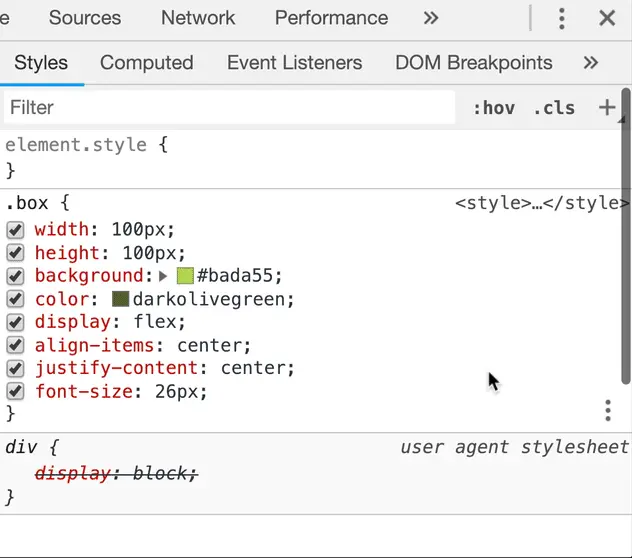 e Sources Network Performance »
Styles Computed Event Listeners DOM Breakpoints »
Filter :hov .cls +
element.style {
}
.box { <style>…</style>
width: 100px;
height: 100px;
background: #bada55;
color: darkolivegreen;
display: flex;
align-items: center;
justify-content: center;
font-size: 26px;
}
div { user agent stylesheet
display: block;
}